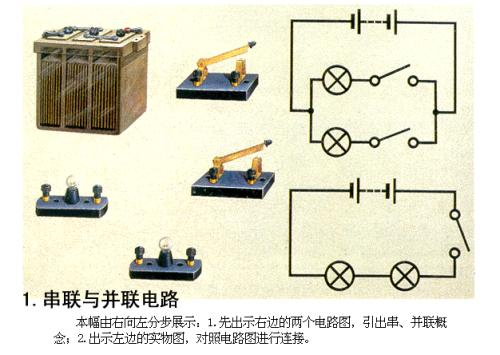 1.串联与并联电路
本幅由右向左分步展示：1.先出示右边的两个电路图，引出串、并联概
念；2.出示左边的实物图，对照电路图进行连接。